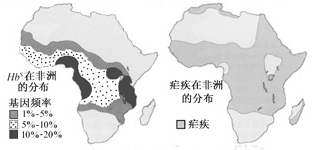 Hbˢ在非洲
的分布
基因频率
1%-5%
5%-10%
10%-20%
疟疾在非洲
的分布
疟疾